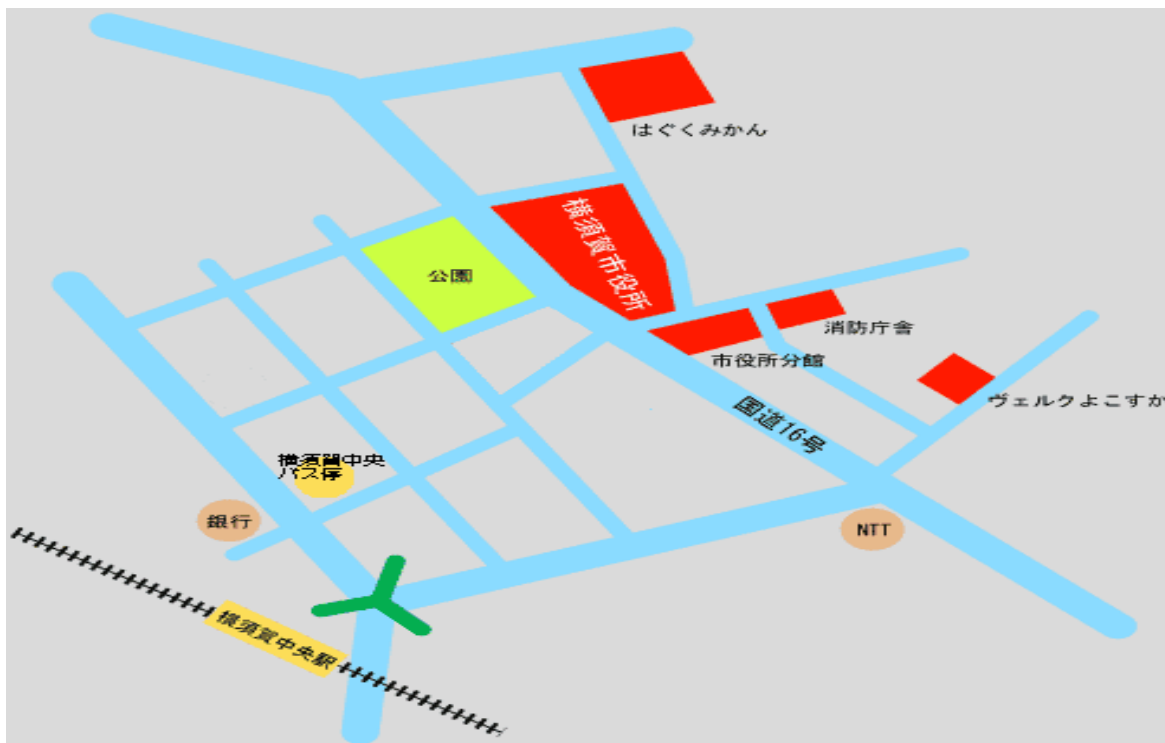 はぐくみかん
横須賀市役所
公園
消防庁舎
市役所分館
ヴェルクよこすか
国道16号
横須賀中央
バス停
銀行
NTT
横須賀中央駅